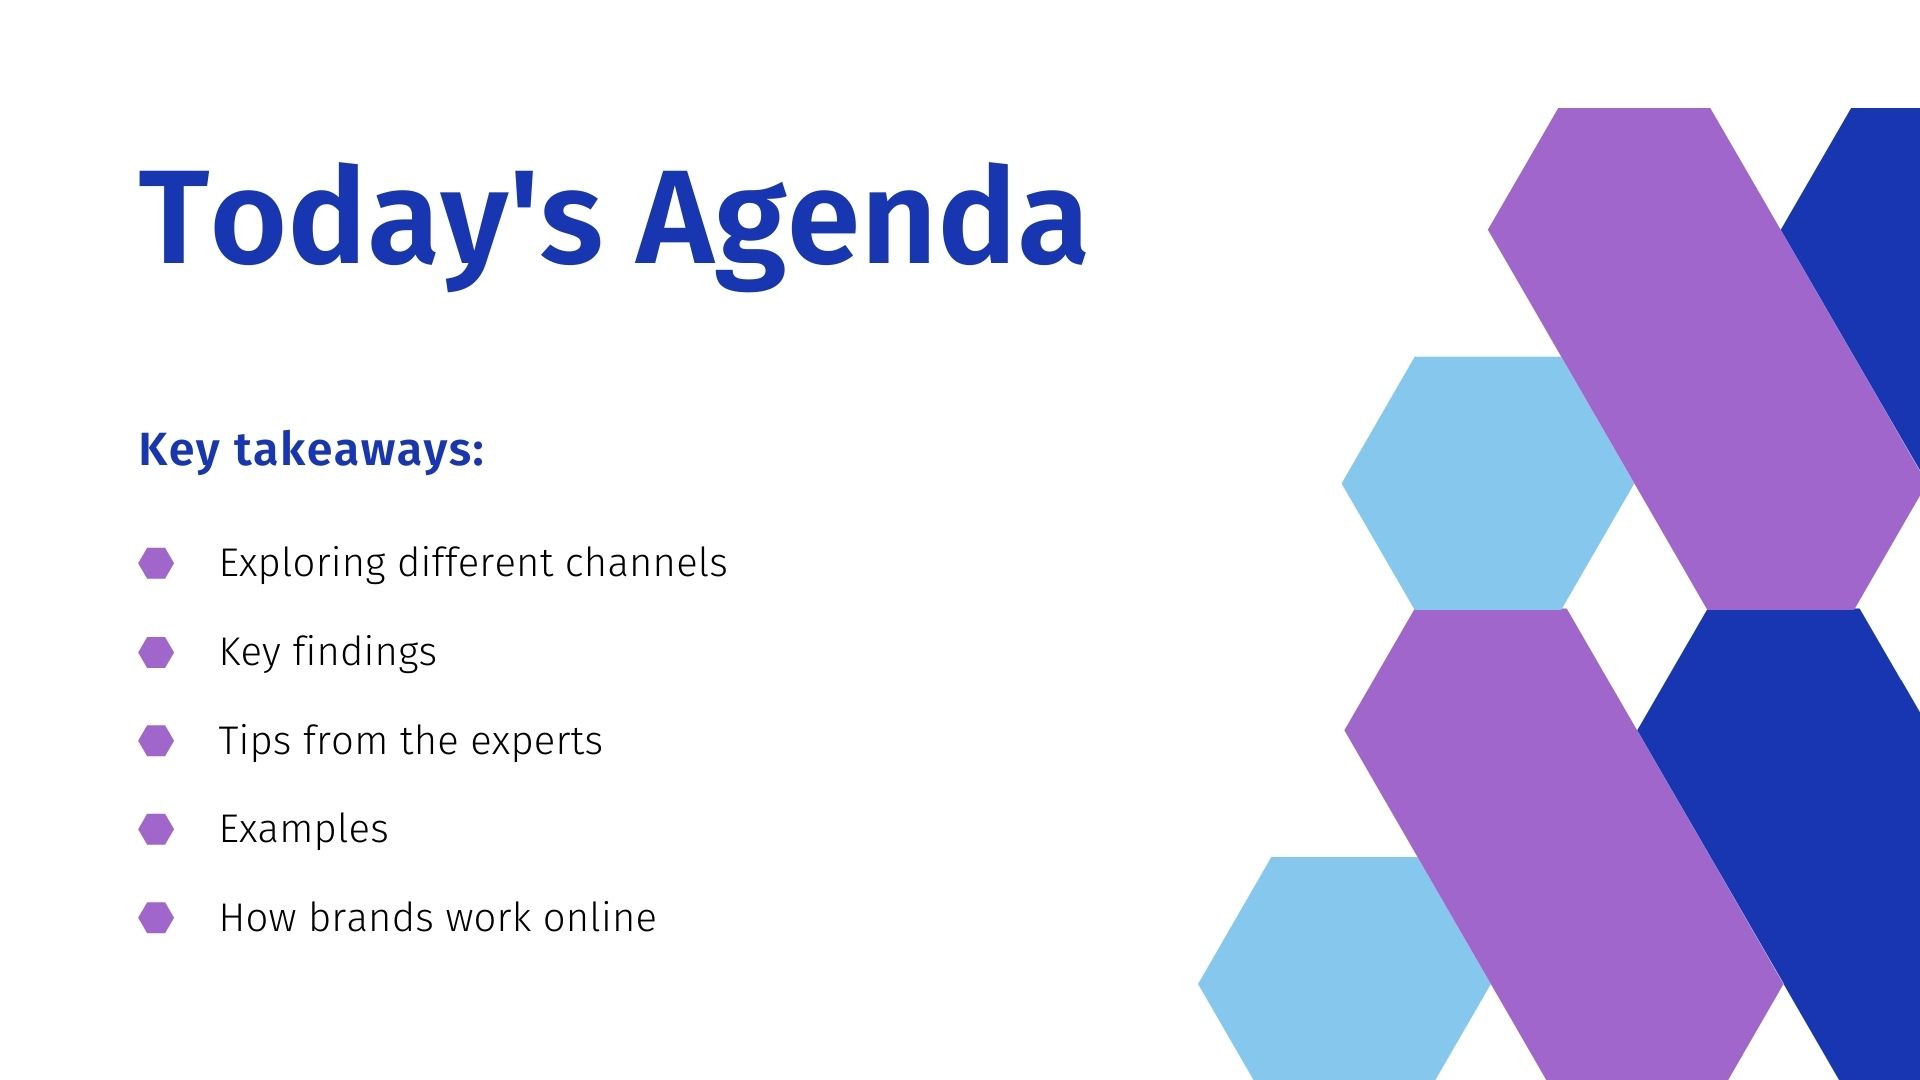 Today's Agenda
Key takeaways:
Exploring different channels
Key findings
Tips from the experts
Examples
How brands work online